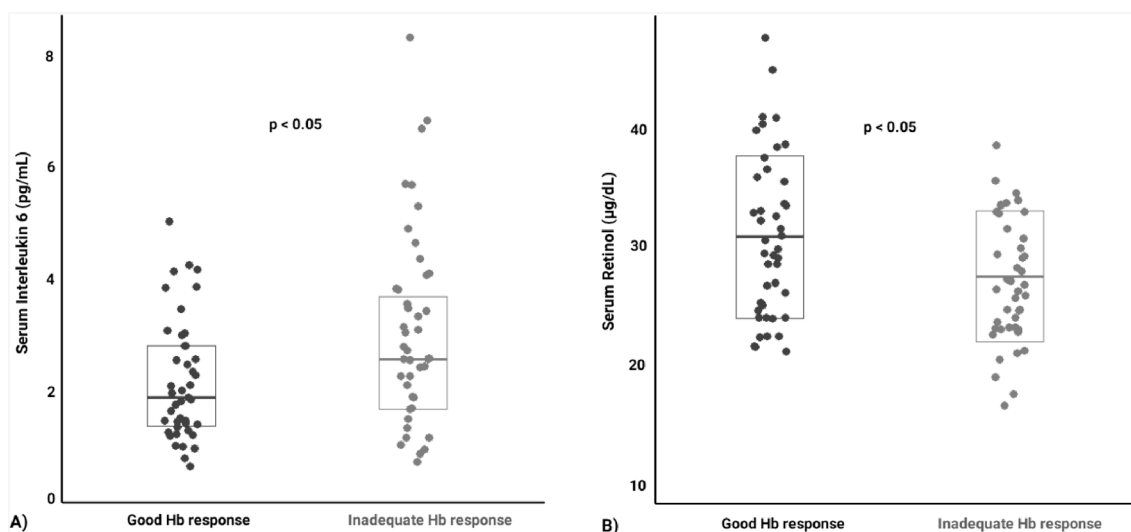 Serum Interleukin 6 (pg/mL)
8
6
4
2
0
p < 0.05
Good Hb response
Inadequate Hb response
A)
Serum Retinol (µg/dL)
40
30
20
10
p < 0.05
Good Hb response
Inadequate Hb response
B)